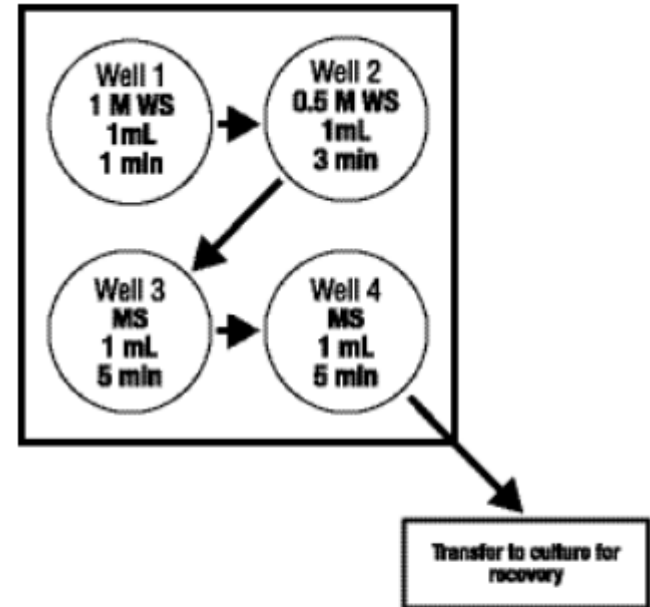 Well 1
1 M WS
1mL
1 min
Well 2
0.5 M WS
1mL
3 min
Well 3
MS
1 mL
5 min
Well 4
MS
1 mL
5 min
Transfer to culture for
recovery